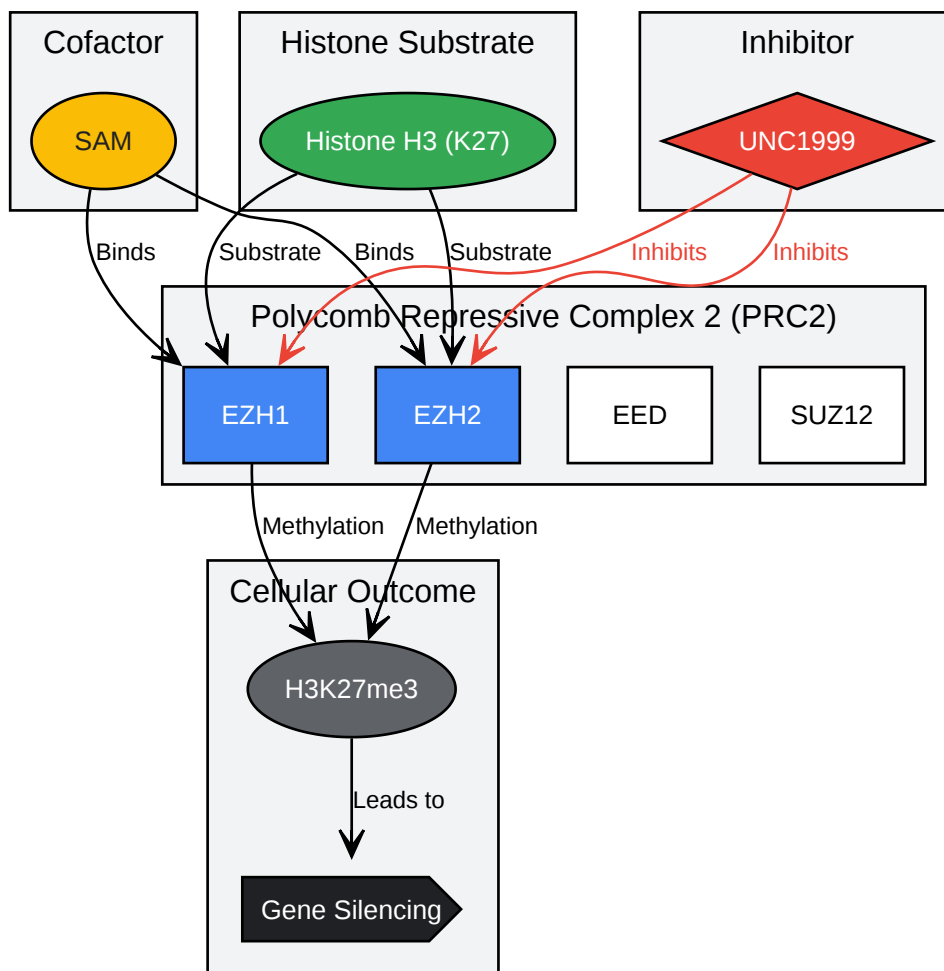 Cofactor
Histone Substrate
Inhibitor
SAM
Histone H3 (K27)
UNC1999
Binds
Substrate
Binds
Substrate
Inhibits
Inhibits
Polycomb Repressive Complex 2 (PRC2)
EZH1
EZH2
EED
SUZ12
Methylation
Methylation
Cellular Outcome
H3K27me3
Leads to
Gene Silencing